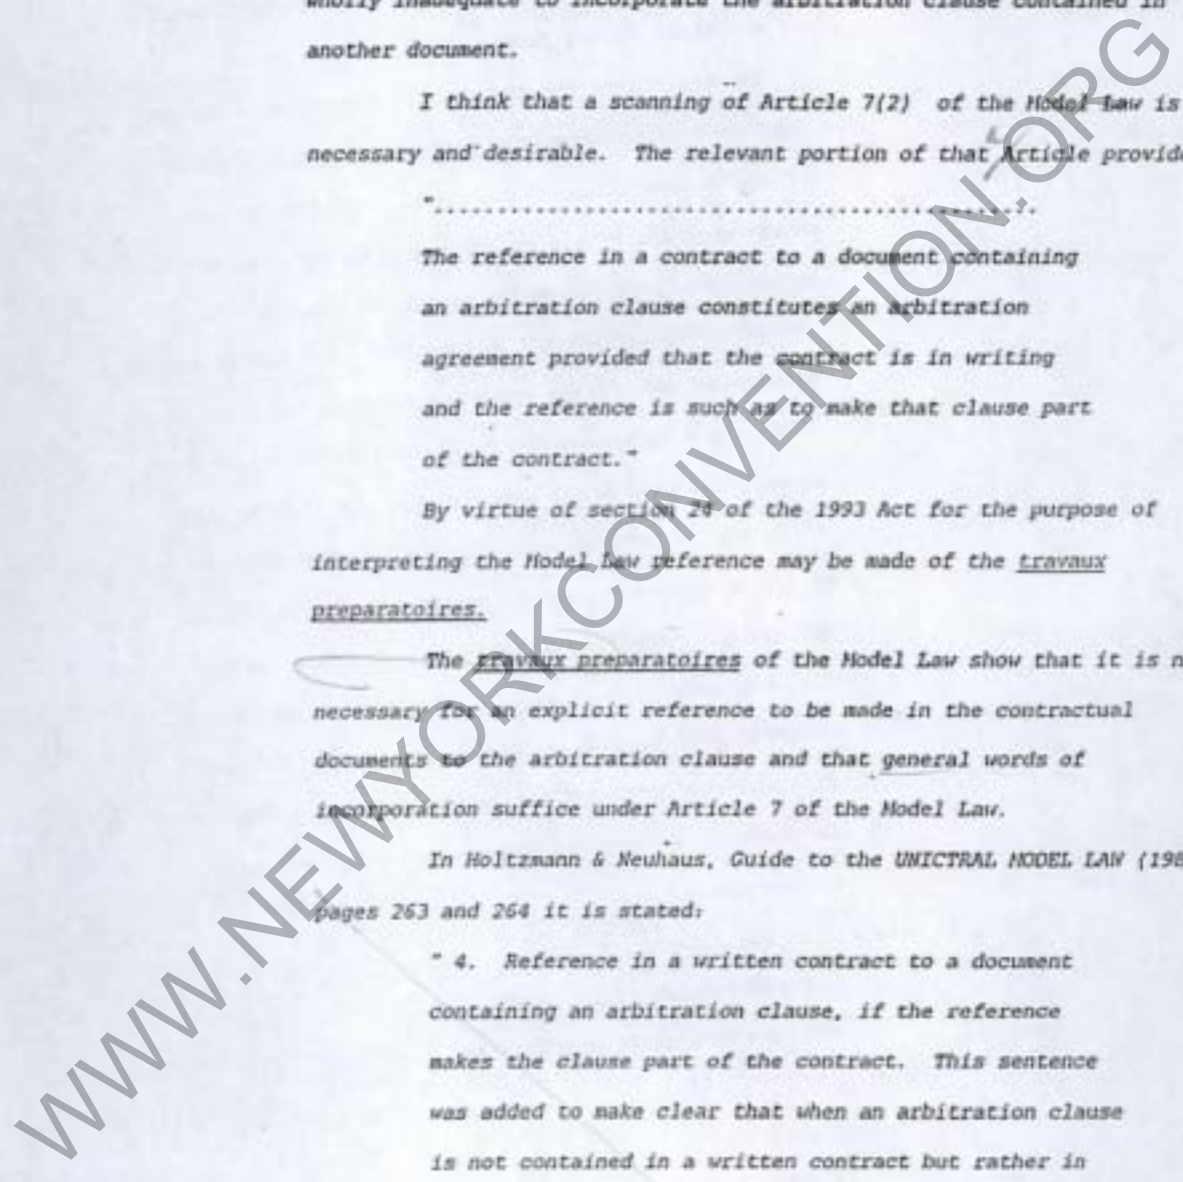 wholly inadequate to incorporate the arbitration clause contained in
another document.
I think that a scanning of Article 7(2) of the Model Law is
necessary and desirable. The relevant portion of that Article provide
"................................................
The reference in a contract to a document containing
an arbitration clause constitutes an arbitration
agreement provided that the contract is in writing
and the reference is such as to make that clause part
of the contract."
By virtue of section 24 of the 1993 Act for the purpose of
interpreting the Model Law reference may be made of the travaux
preparatoires.
The travaux preparatoires of the Model Law show that it is n
necessary for an explicit reference to be made in the contractual
documents to the arbitration clause and that general words of
incorporation suffice under Article 7 of the Model Law.
In Holtzmann & Neuhaus, Guide to the UNICTRAL MODEL LAW (198
pages 263 and 264 it is stated:
" 4. Reference in a written contract to a document
containing an arbitration clause, if the reference
makes the clause part of the contract. This sentence
was added to make clear that when an arbitration clause
is not contained in a written contract but rather in
WWW.NEWYORKCONVENTION.ORG